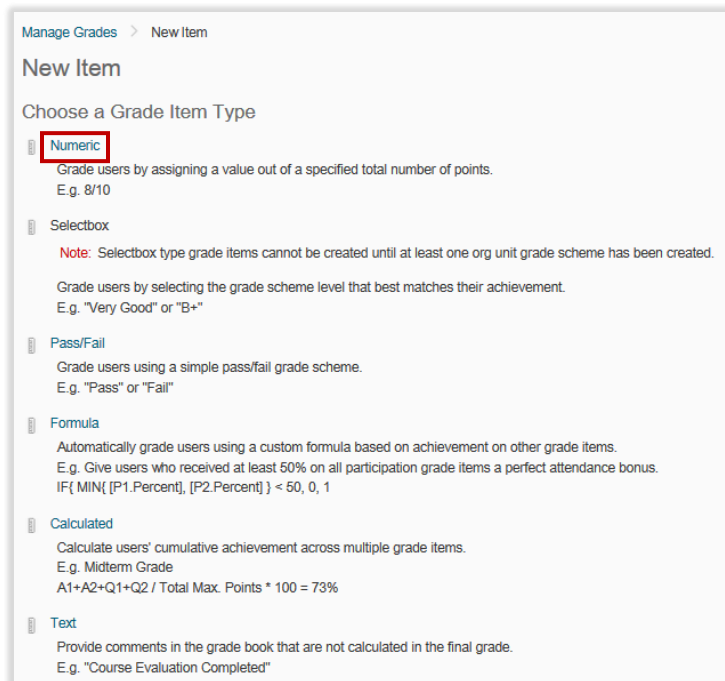 Manage Grades > New Item
New Item
Choose a Grade Item Type
Numeric
Grade users by assigning a value out of a specified total number of points.
E.g. 8/10
Selectbox
Note: Selectbox type grade items cannot be created until at least one org unit grade scheme has been created.
Grade users by selecting the grade scheme level that best matches their achievement.
E.g. "Very Good" or "B+"
Pass/Fail
Grade users using a simple pass/fail grade scheme.
E.g. "Pass" or "Fail"
Formula
Automatically grade users using a custom formula based on achievement on other grade items.
E.g. Give users who received at least 50% on all participation grade items a perfect attendance bonus.
IF{ MIN{ [P1.Percent], [P2.Percent] } < 50, 0, 1
Calculated
Calculate users' cumulative achievement across multiple grade items.
E.g. Midterm Grade
A1+A2+Q1+Q2 / Total Max. Points * 100 = 73%
Text
Provide comments in the grade book that are not calculated in the final grade.
E.g. "Course Evaluation Completed"